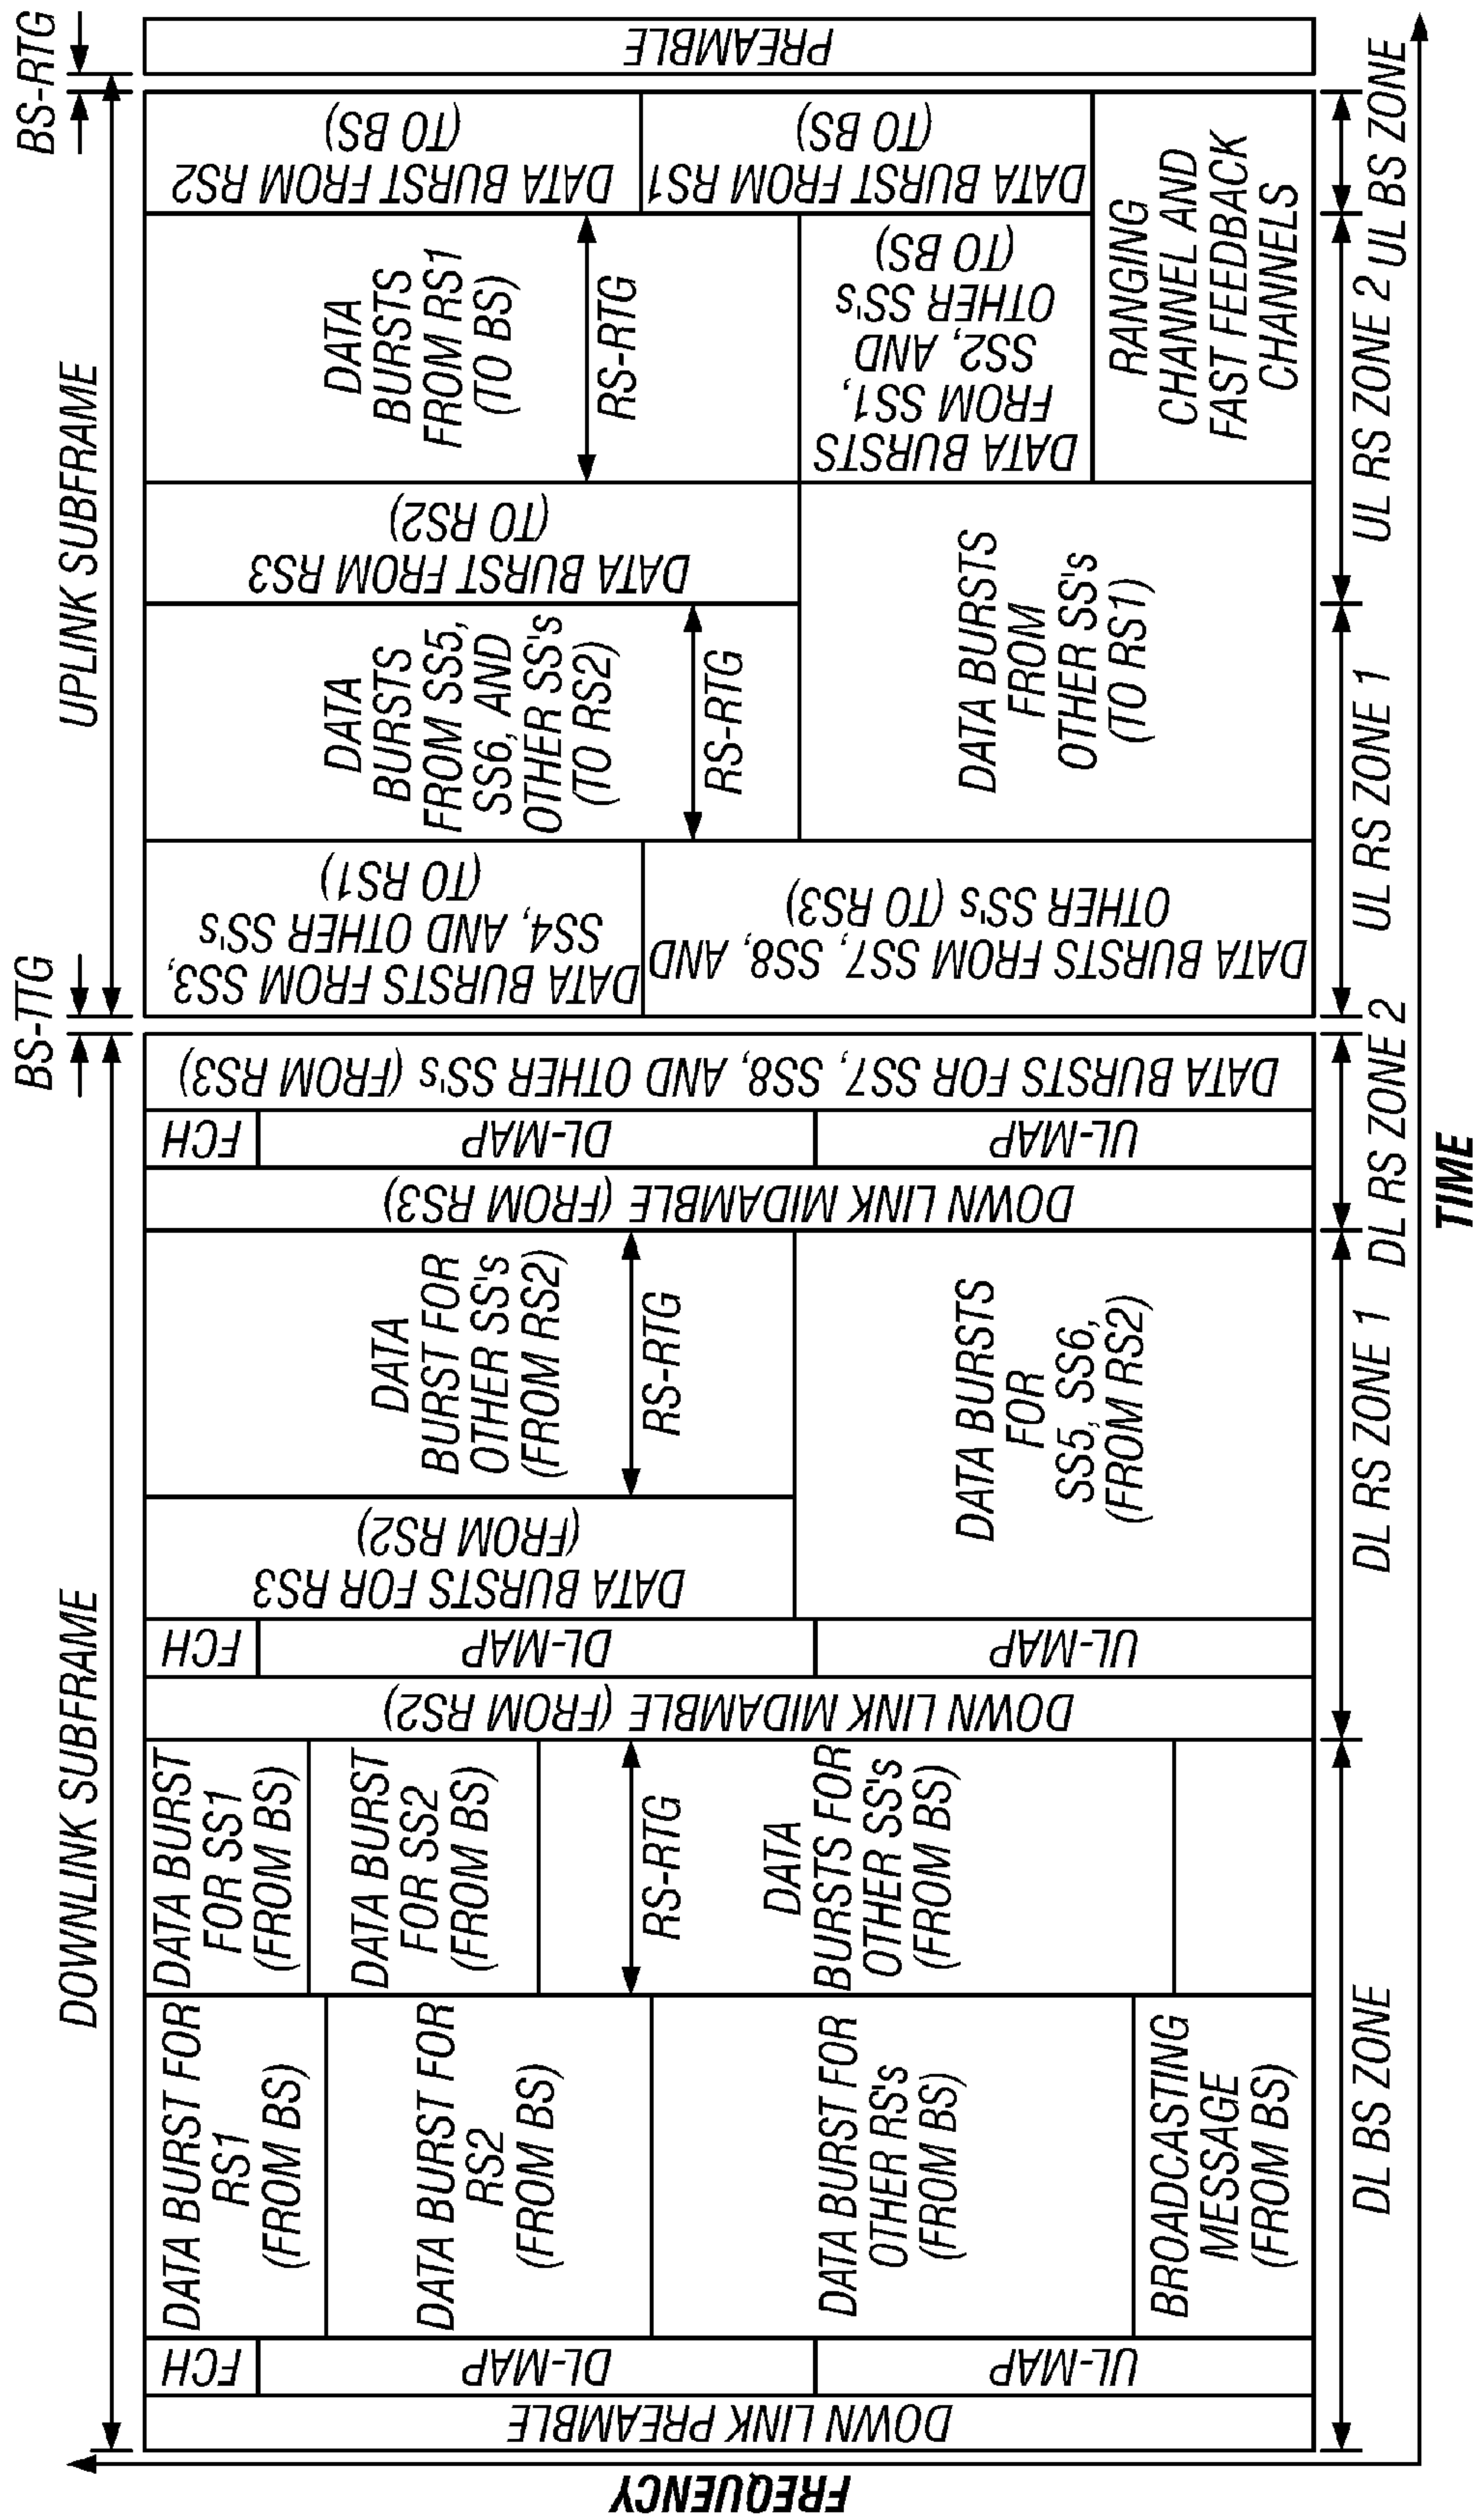 FREQUENCY
DOWNLINK SUBFRAME
BS-TTG
UPLINK SUBFRAME
BS-RTG
DOWN LINK PREAMBLE
FCH
DL-MAP
UL-MAP
DATA BURST FOR
RS1
(FROM BS)
DATA BURST FOR
RS2
(FROM BS)
DATA BURST FOR
OTHER RS's
(FROM BS)
BROADCASTING
MESSAGE
(FROM BS)
DATA BURST
FOR SS1
(FROM BS)
DATA BURST
FOR SS2
(FROM BS)
RS-RTG
DATA
BURSTS FOR
OTHER SS's
(FROM BS)
DOWN LINK MIDAMBLE (FROM RS2)
FCH
DL-MAP
UL-MAP
DATA BURSTS FOR RS3
(FROM RS2)
DATA
BURST FOR
OTHER SS's
(FROM RS2)
RS-RTG
DATA BURSTS
FOR
SS5, SS6,
(FROM RS2)
DOWN LINK MIDAMBLE (FROM RS3)
FCH
DL-MAP
UL-MAP
DATA BURSTS FOR SS7, SS8, AND OTHER SS's (FROM RS3)
DATA BURSTS FROM SS3,
SS4, AND OTHER SS's
(TO RS1)
DATA BURSTS FROM SS7, SS8, AND
OTHER SS's (TO RS3)
DATA
BURSTS
FROM SS5,
SS6, AND
OTHER SS's
(TO RS2)
RS-RTG
DATA BURST FROM RS3
(TO RS2)
DATA BURSTS
FROM
OTHER SS's
(TO RS1)
DATA
BURSTS
FROM RS1
(TO BS)
RS-RTG
DATA BURSTS
FROM SS1,
SS2, AND
OTHER SS's
(TO BS)
DATA BURST FROM RS2
(TO BS)
DATA BURST FROM RS1
(TO BS)
RANGING
CHANNEL AND
FAST FEEDBACK
CHANNELS
PREAMBLE
DL BS ZONE
DL RS ZONE 1
DL RS ZONE 2
UL RS ZONE 1
UL RS ZONE 2
UL BS ZONE
TIME